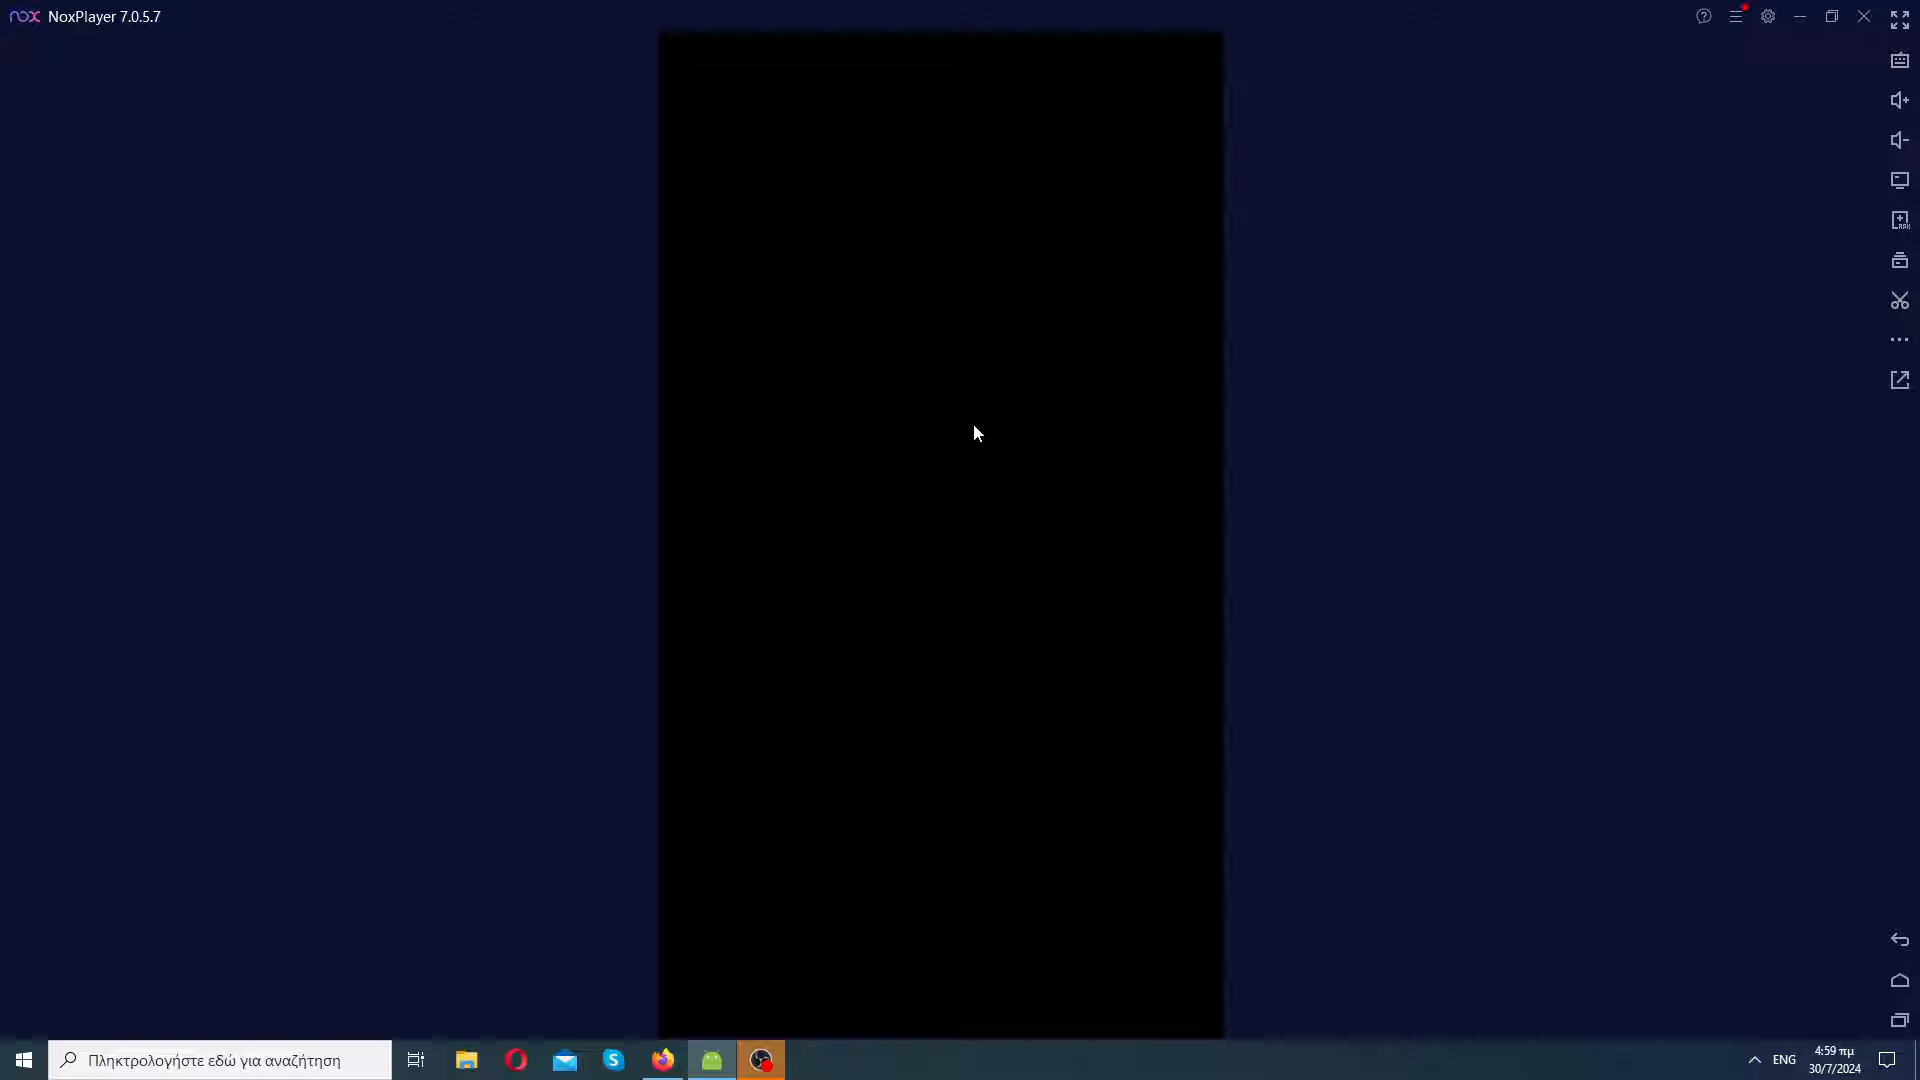 nox NoxPlayer 7.0.5.7
Πληκτρολογήστε εδώ για αναζήτηση
ENG
4:59 πμ
30/7/2024